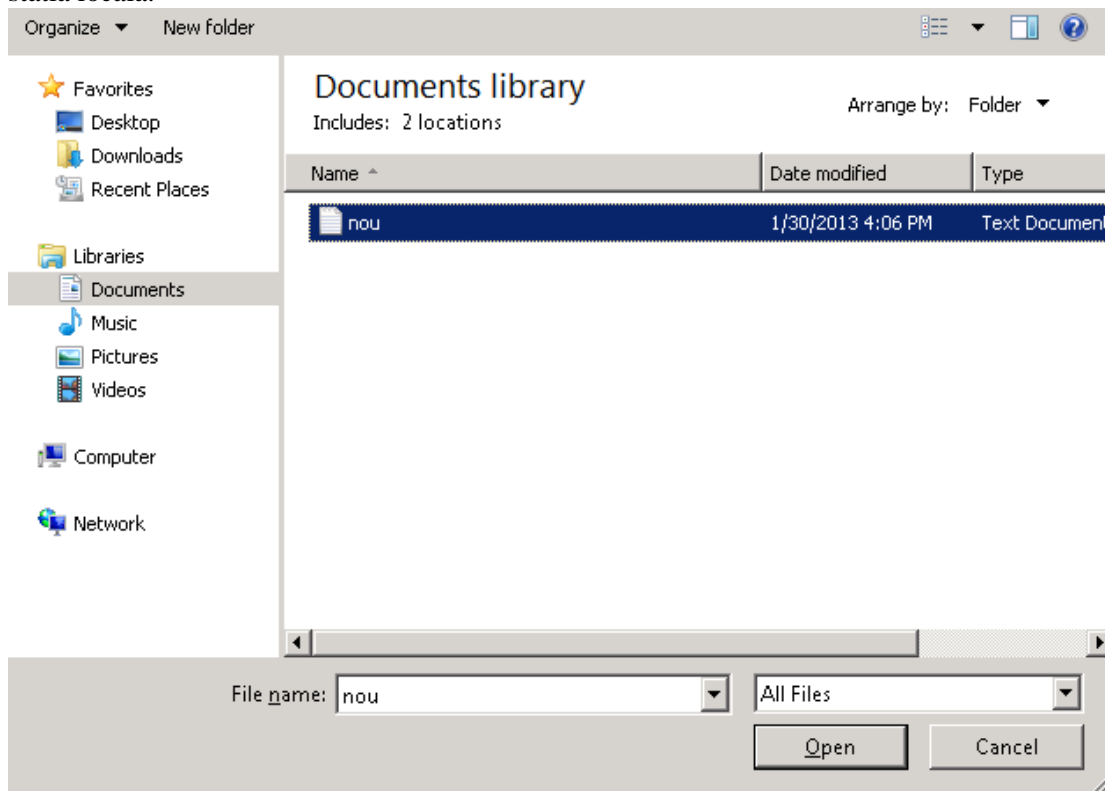 Organize New folder
Favorites
Desktop
Downloads
Recent Places
Libraries
Documents
Music
Pictures
Videos
Computer
Network
Documents library
Includes: 2 locations
Arrange by: Folder
Name Date modified Type
nou 1/30/2013 4:06 PM Text Documen
File name: nou All Files
Open Cancel